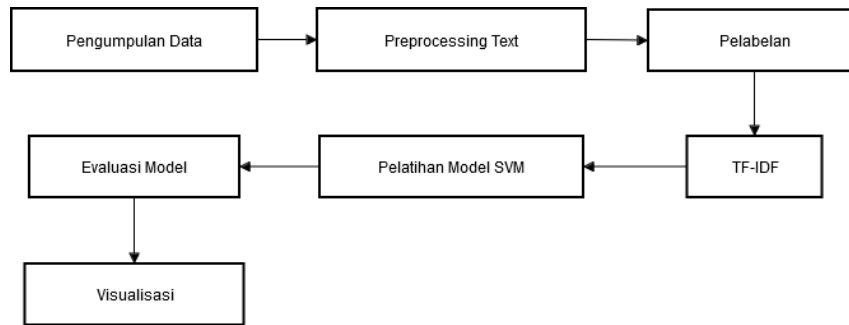 Pengumpulan Data
Preprocessing Text
Pelabelan
TF-IDF
Pelatihan Model SVM
Evaluasi Model
Visualisasi